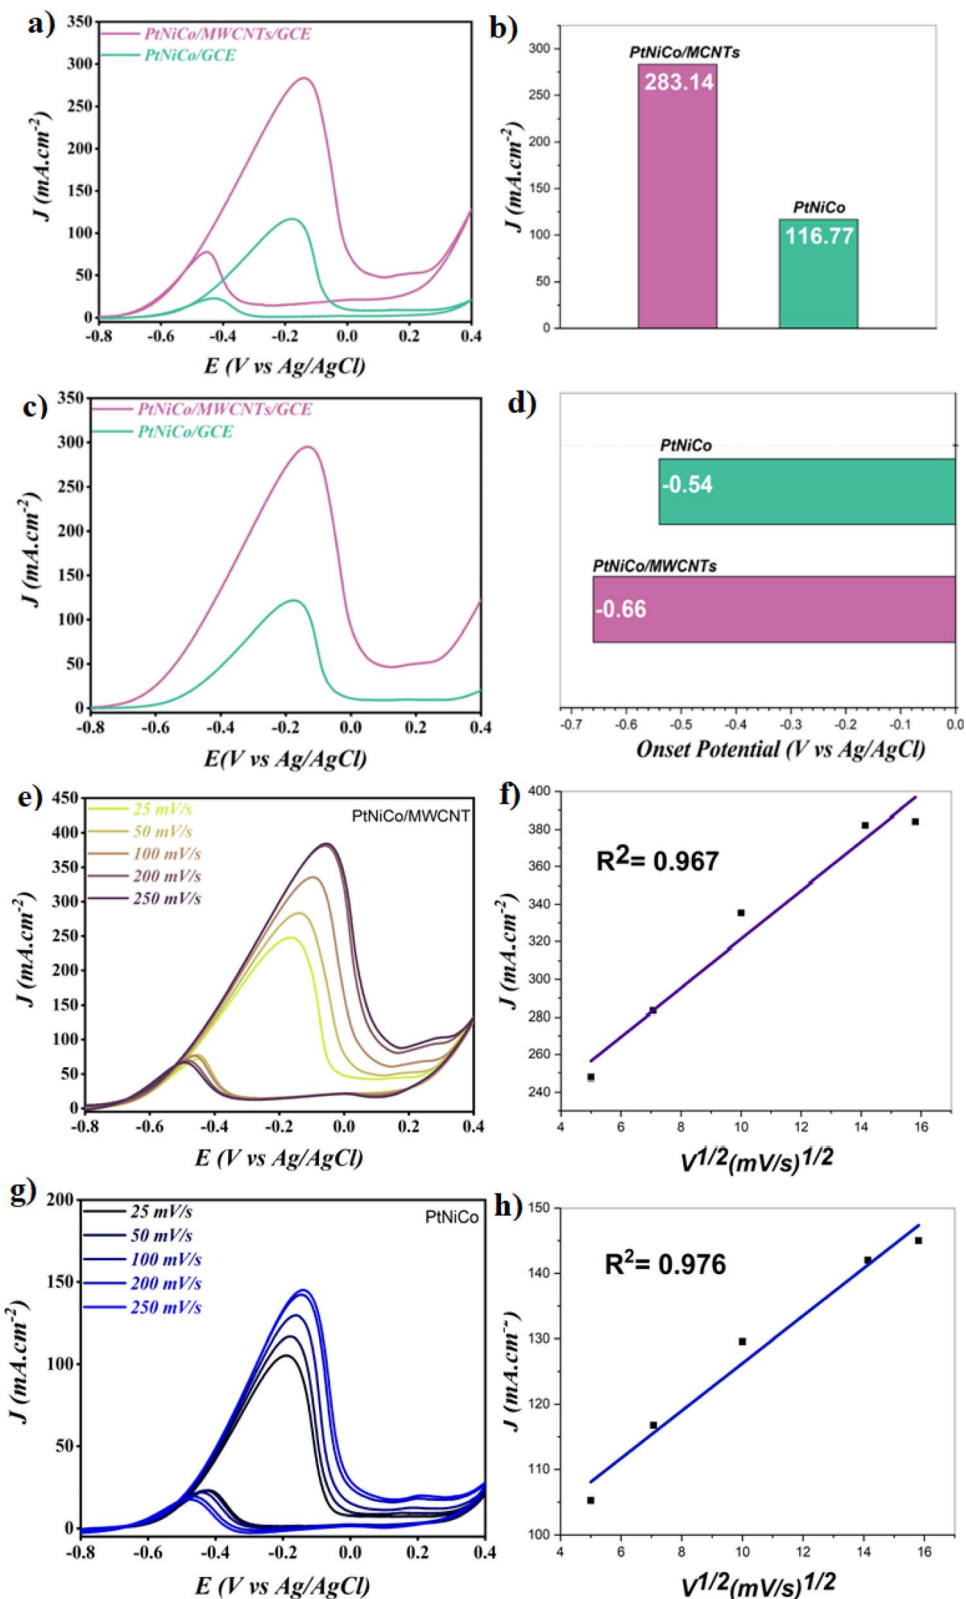 a)
PtNiCo/MWCNTs/GCE
PtNiCo/GCE
350
300
250
200
150
100
50
0
J (mA.cm-2)
-0.8 -0.6 -0.4 -0.2 0.0 0.2 0.4
E (V vs Ag/AgCl)
b)
PtNiCo/MCNTs
283.14
PtNiCo
116.77
300
250
200
150
100
50
0
J (mA.cm-2)
c)
PtNiCo/MWCNTs/GCE
PtNiCo/GCE
350
300
250
200
150
100
50
0
J (mA.cm-2)
-0.8 -0.6 -0.4 -0.2 0.0 0.2 0.4
E(V vs Ag/AgCl)
d)
PtNiCo
-0.54
PtNiCo/MWCNTs
-0.66
-0.7 -0.6 -0.5 -0.4 -0.3 -0.2 -0.1 0.0
Onset Potential (V vs Ag/AgCl)
e)
25 mV/s
50 mV/s
100 mV/s
200 mV/s
250 mV/s
PtNiCo/MWCNT
450
400
350
300
250
200
150
100
50
0
J (mA.cm-2)
-0.8 -0.6 -0.4 -0.2 0.0 0.2 0.4
E (V vs Ag/AgCl)
f)
R2= 0.967
400
380
360
340
320
300
280
260
240
J (mA.cm-2)
4 6 8 10 12 14 16
V1/2(mV/s)1/2
g)
25 mV/s
50 mV/s
100 mV/s
200 mV/s
250 mV/s
PtNiCo
200
150
100
50
0
J (mA.cm-2)
-0.8 -0.6 -0.4 -0.2 0.0 0.2 0.4
E (V vs Ag/AgCl)
h)
R2= 0.976
150
140
130
120
110
100
J (mA.cm-2)
4 6 8 10 12 14 16
V1/2(mV/s)1/2